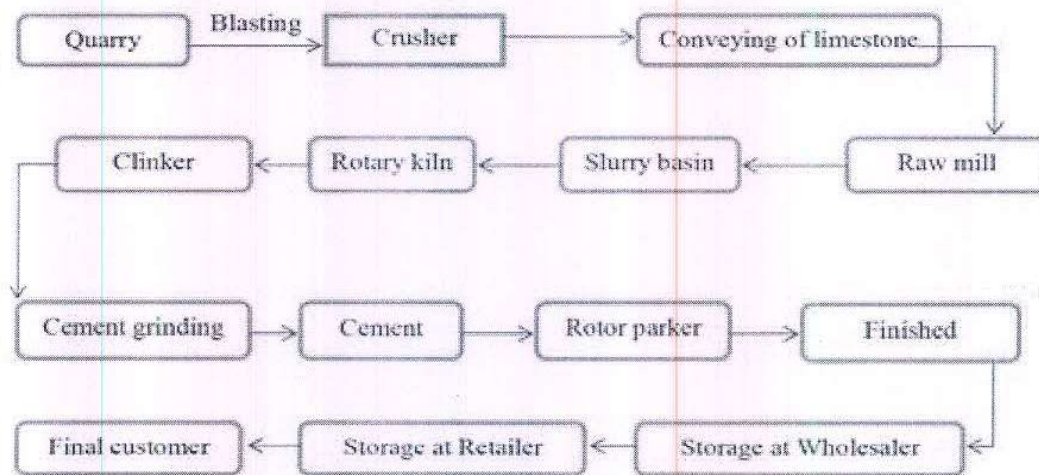 Quarry
Blasting
Crusher
Conveying of limestone
Raw mill
Slurry basin
Rotary kiln
Clinker
Cement grinding
Cement
Rotor parker
Finished
Storage at Wholesaler
Storage at Retailer
Final customer